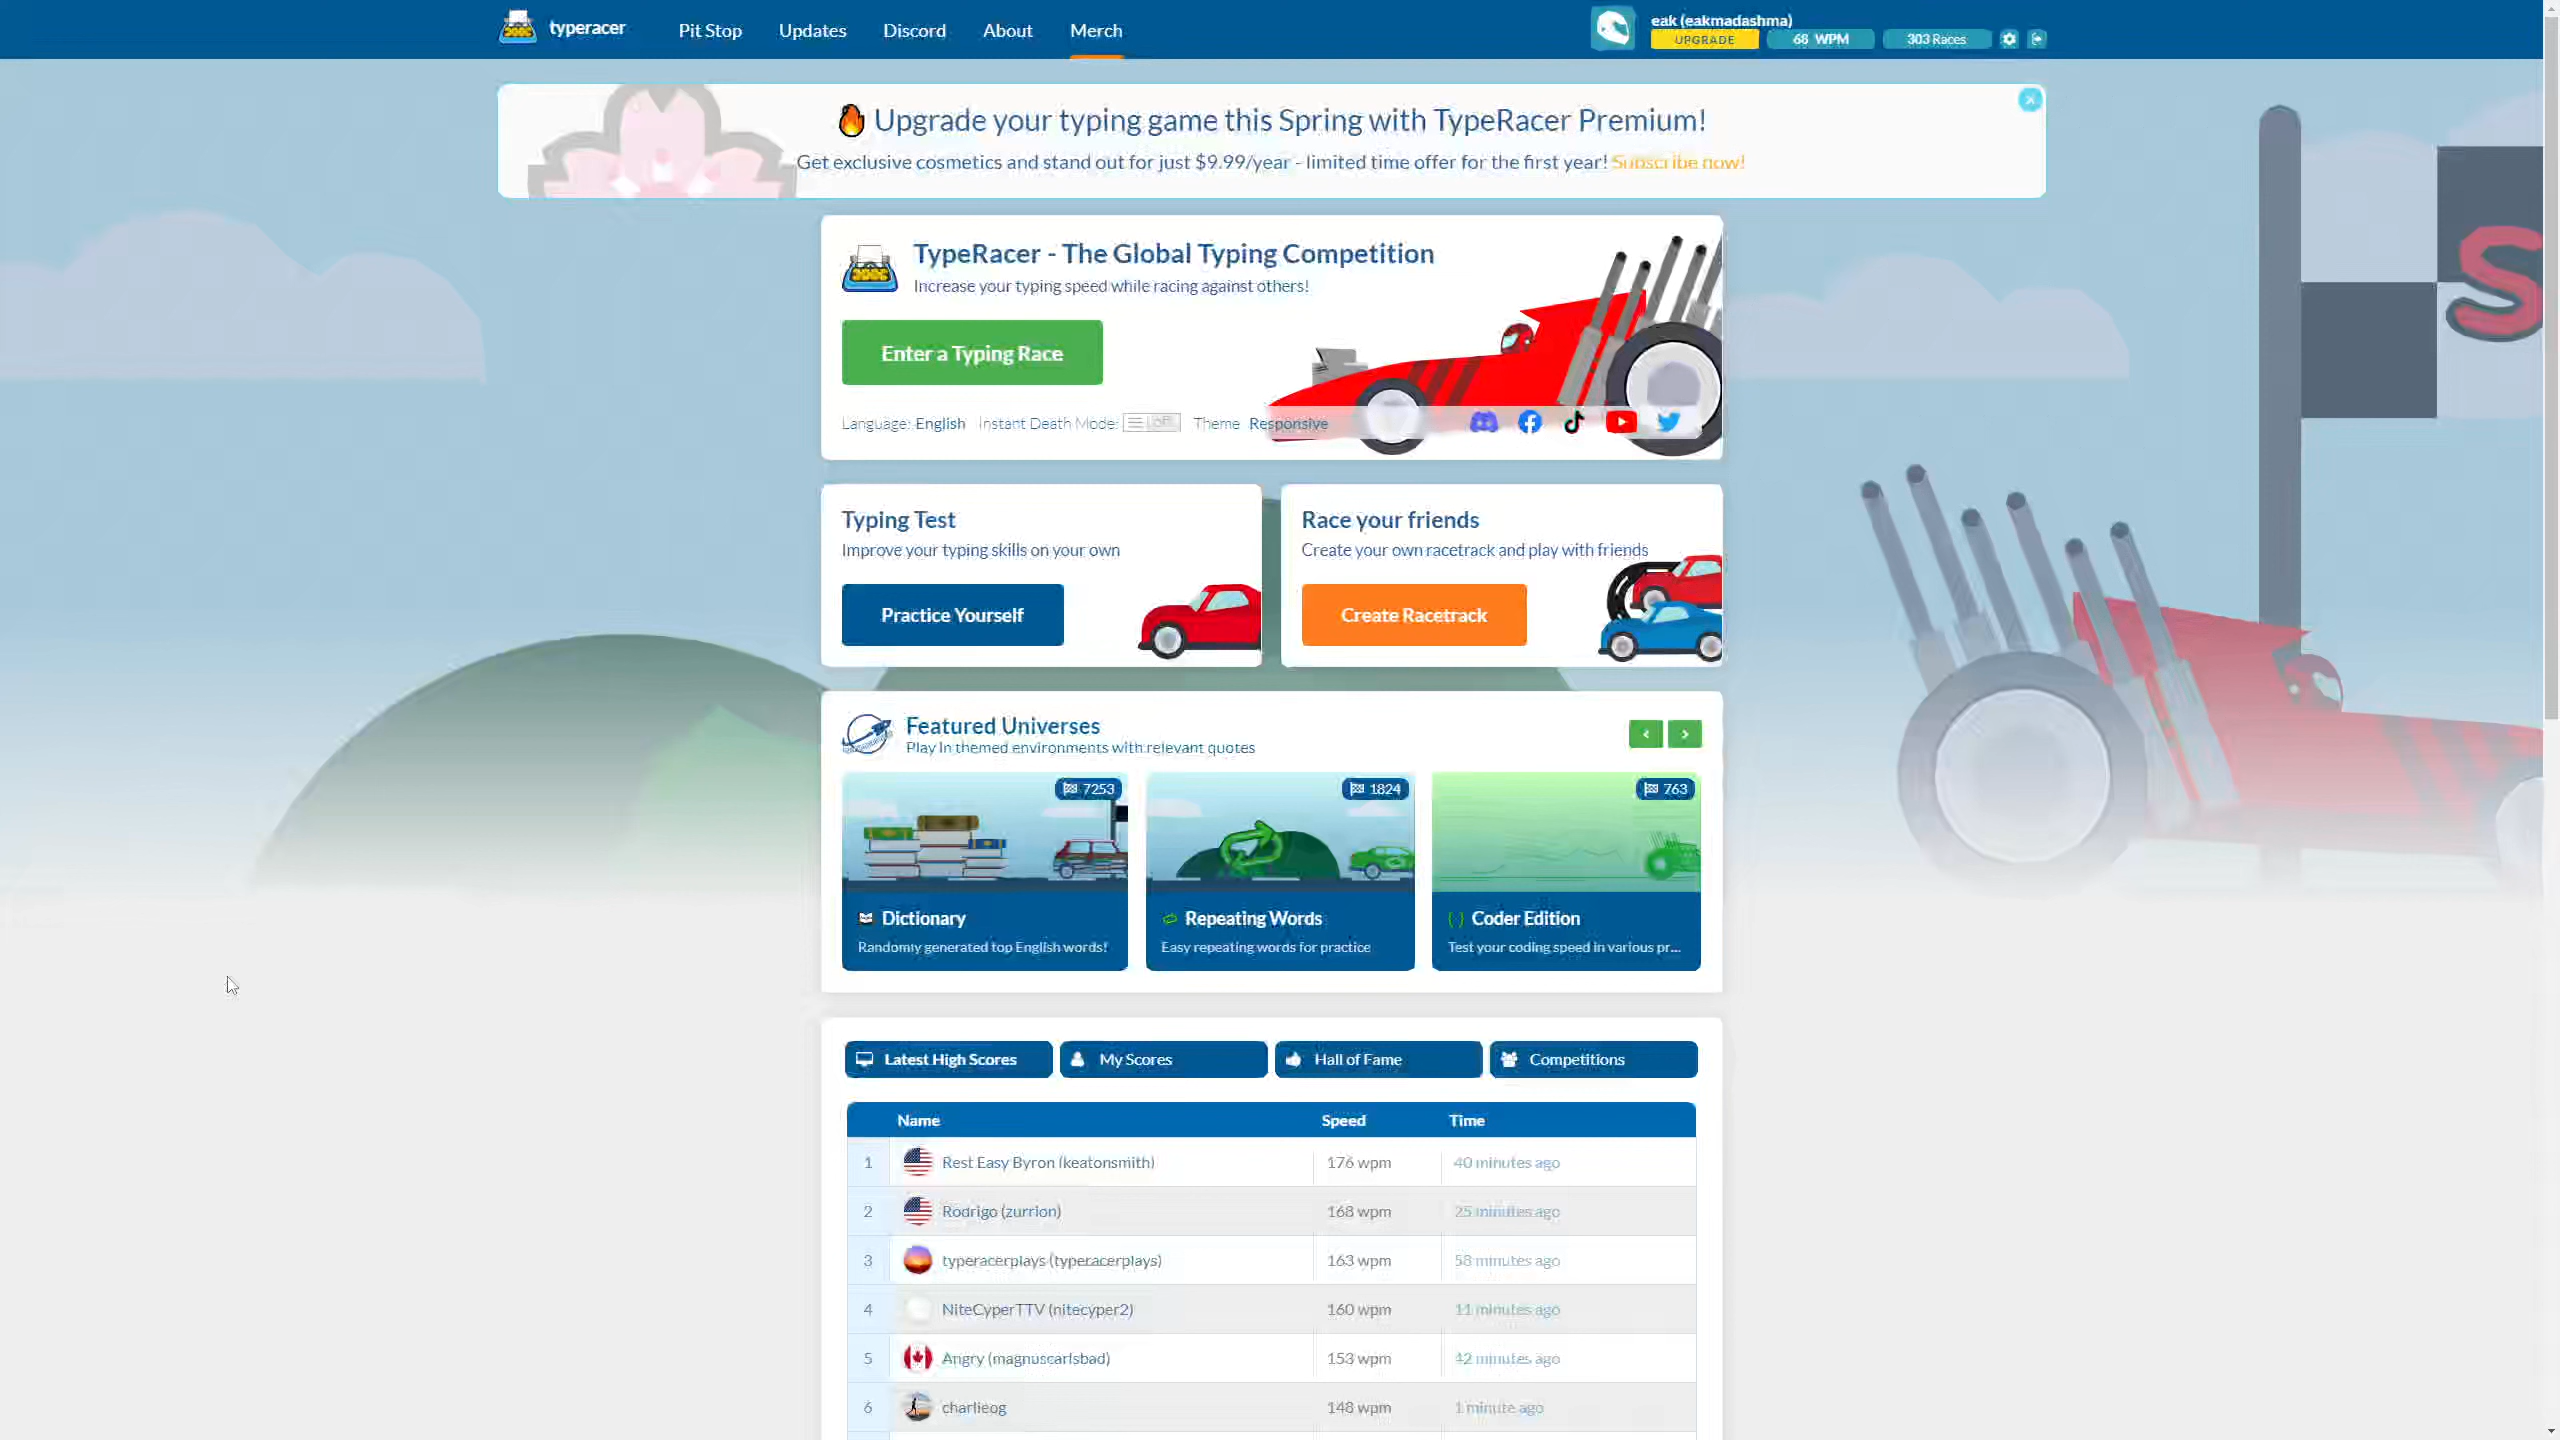 typeracer
Pit Stop
Updates
Discord
About
Merch
eak (eakmadashma)
UPGRADE
68 WPM
303 Races
Upgrade your typing game this Spring with TypeRacer Premium!
Get exclusive cosmetics and stand out for just $9.99/year - limited time offer for the first year! Subscribe now!
TypeRacer - The Global Typing Competition
Increase your typing speed while racing against others!
Enter a Typing Race
Language: English Instant Death Mode: Off Theme Responsive
Typing Test
Improve your typing skills on your own
Practice Yourself
Race your friends
Create your own racetrack and play with friends
Create Racetrack
Featured Universes
Play in themed environments with relevant quotes
7253
Dictionary
Randomly generated top English words!
1824
Repeating Words
Easy repeating words for practice
763
Coder Edition
Test your coding speed in various pr...
Latest High Scores
My Scores
Hall of Fame
Competitions
Name Speed Time
1 Rest Easy Byron (keatonsmith) 176 wpm 40 minutes ago
2 Rodrigo (zurrion) 168 wpm 25 minutes ago
3 typeracerplays (typeracerplays) 163 wpm 58 minutes ago
4 NiteCyperTTV (nitecyper2) 160 wpm 11 minutes ago
5 Angry (magnuscarlsbad) 153 wpm 42 minutes ago
6 charlieog 148 wpm 1 minute ago